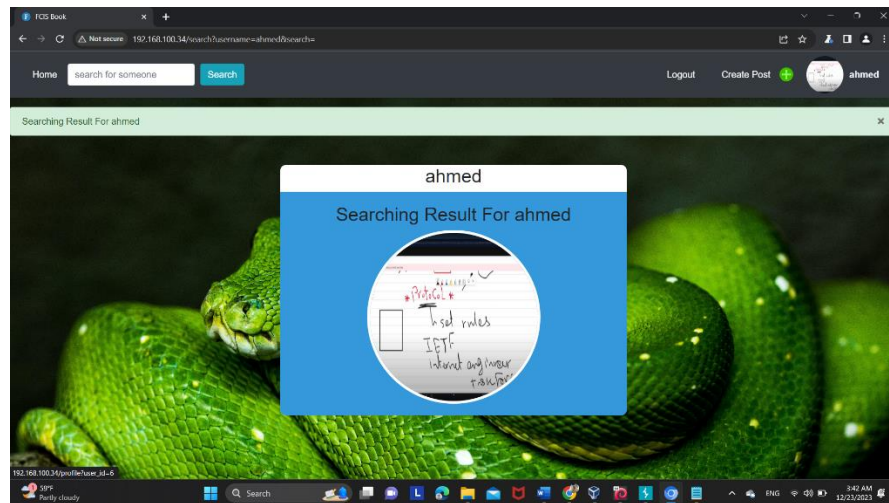 FCIS Book
Not secure 192.168.100.34/search?username=ahmed&search=
Home search for someone Search Logout Create Post ahmed
Searching Result For ahmed ×
ahmed
Searching Result For ahmed
*Protocol*
set rules
IETF
internet
192.168.100.34/profile?user_id=6
59°F
Partly cloudy
Search
ENG
3:42 AM
12/23/2023